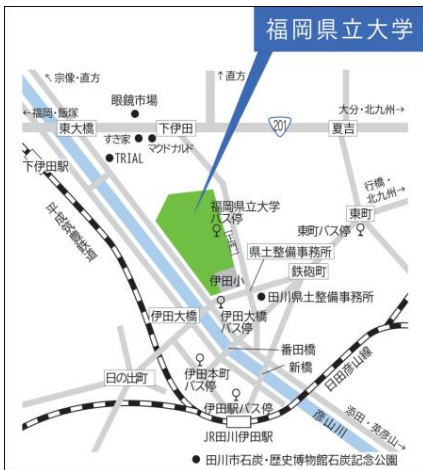 福岡県立大学
↖宗像・直方
↑直方
眼鏡市場
←福岡・飯塚
大分・北九州→
東大橋
すき家
下伊田
201
夏吉
マクドナルド
TRIAL
下伊田駅
行橋・
北九州→
福岡県立大学
バス停
東町
東町バス停
平成筑豊鉄道
正門
県土整備事務所
伊田小
鉄砲町
田川県土整備事務所
伊田大橋
伊田大橋
バス停
番田橋
日田彦山線
伊田本町
バス停
新橋
日の出町
伊田駅バス停
彦山川
添田・英彦山→
JR田川伊田駅
田川市石炭・歴史博物館石炭記念公園